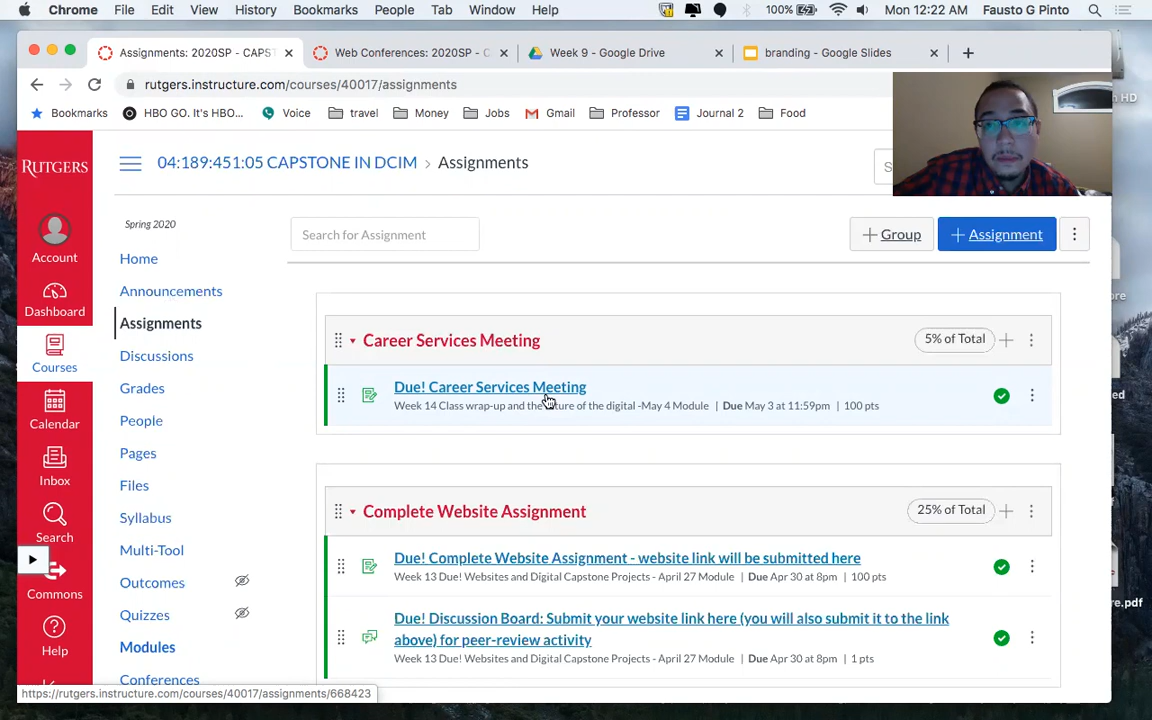 Chrome File Edit View History Bookmarks People Tab Window Help 100% Mon 12:22 AM Fausto G Pinto
Assignments: 2020SP - CAPS Web Conferences: 2020SP - C Week 9 - Google Drive branding - Google Slides
rutgers.instructure.com/courses/40017/assignments
Bookmarks HBO GO. It's HBO... Voice travel Money Jobs Gmail Professor Journal 2 Food
RUTGERS
04:189:451:05 CAPSTONE IN DCIM > Assignments
S
Account
Dashboard
Courses
Calendar
Inbox
Search
Commons
Help
Spring 2020
Home
Announcements
Assignments
Discussions
Grades
People
Pages
Files
Syllabus
Multi-Tool
Outcomes
Quizzes
Modules
Conferences
Search for Assignment
+ Group
+ Assignment
Career Services Meeting
5% of Total
Due! Career Services Meeting
Week 14 Class wrap-up and the future of the digital -May 4 Module | Due May 3 at 11:59pm | 100 pts
Complete Website Assignment
25% of Total
Due! Complete Website Assignment - website link will be submitted here
Week 13 Due! Websites and Digital Capstone Projects - April 27 Module | Due Apr 30 at 8pm | 100 pts
Due! Discussion Board: Submit your website link here (you will also submit it to the link
above) for peer-review activity
Week 13 Due! Websites and Digital Capstone Projects - April 27 Module | Due Apr 30 at 8pm | 1 pts
https://rutgers.instructure.com/courses/40017/assignments/668423
HD